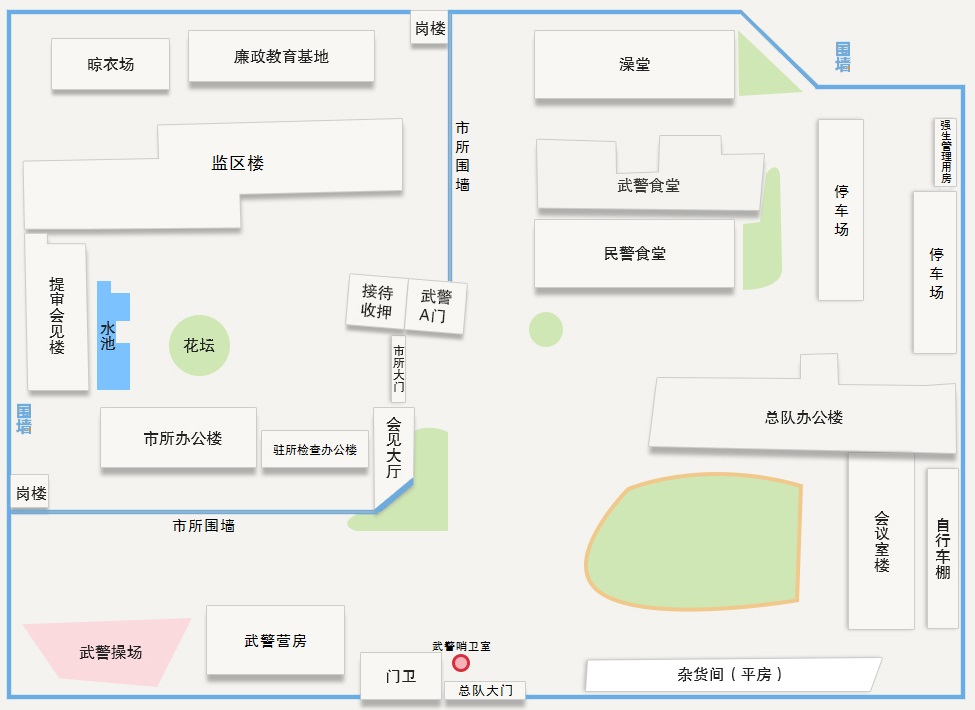 岗楼
晾衣场
廉政教育基地
澡堂
围墙
市所围墙
强生管理用房
监区楼
武警食堂
停车场
民警食堂
停车场
提审会见楼
接待
收押
武警
A门
水池
花坛
市所大门
围墙
会见大厅
总队办公楼
市所办公楼
驻所检查办公楼
岗楼
市所围墙
会议室楼
自行车棚
武警操场
武警营房
武警哨卫室
门卫
总队大门
杂货间（平房）